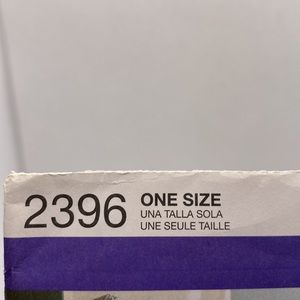 2396
ONE SIZE
UNA TALLA SOLA
UNE SEULE TAILLE